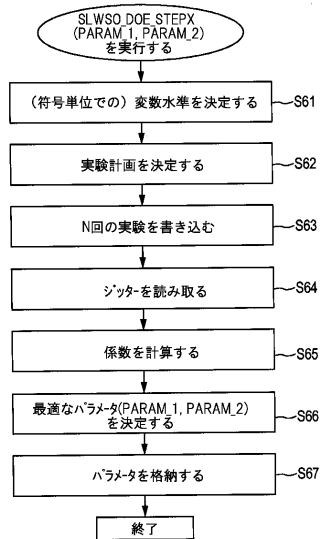 SLWSO_DOE_STEPX
(PARAM_1, PARAM_2)
を実行する
(符号単位での) 変数水準を決定する
S61
実験計画を決定する
S62
N回の実験を書き込む
S63
ジッターを読み取る
S64
係数を計算する
S65
最適なパラメータ(PARAM_1, PARAM_2)
を決定する
S66
パラメータを格納する
S67
終了